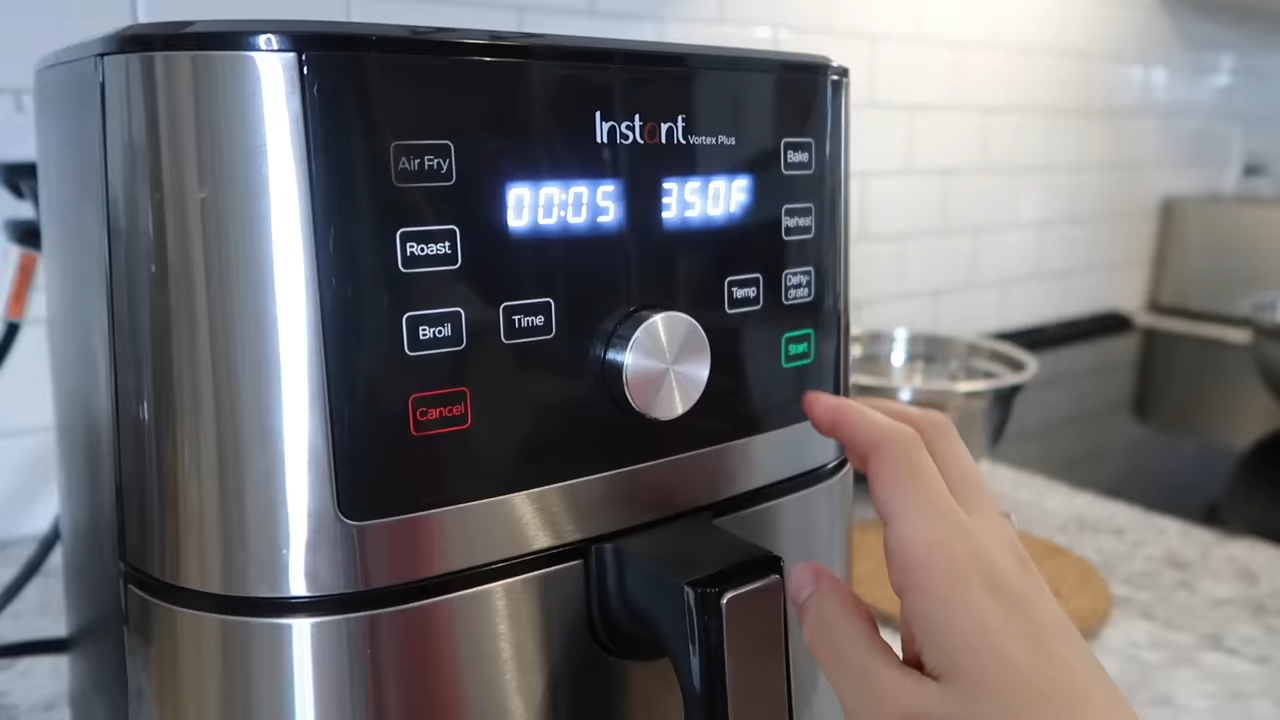 Instant Vortex Plus
Air Fry
00:05 350F
Bake
Roast
Reheat
Broil
Time
Temp
Dehy-
drate
Start
Cancel